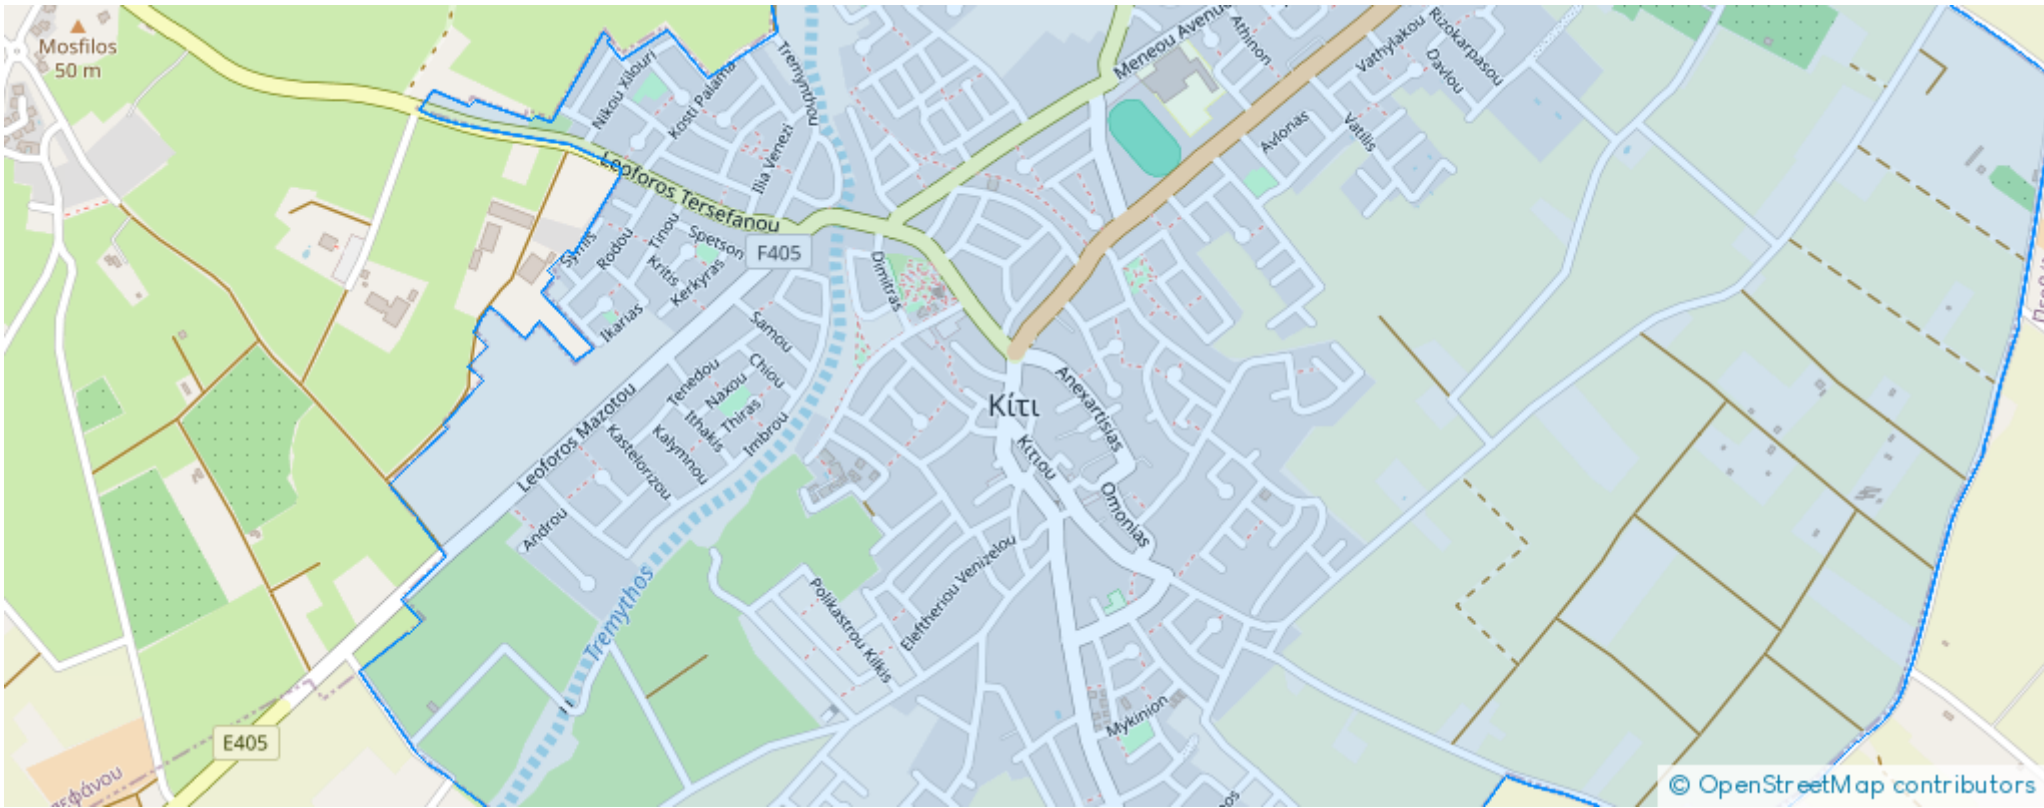 Mosfilos
50 m
Nikou Xilouri
Kosti Palama
Tremythou
Ilia Venezi
Meneou Avenue
Athinon
Vathylakou
Rizokarpasou
Davlou
Avlonas
Vatilis
Leoforos Tersefanou
F405
Symis
Rodou
Tinou
Spetson
Kritis
Kerkyras
Ikarias
Dimitras
Samou
Chiou
Tenedou
Naxou
Thiras
Ithakis
Imbrou
Kalymnou
Kastelorizou
Leoforos Mazotou
Androu
Κίτι
Anexartisias
Κιτιου
Omonias
Eleftheriou Venizelou
Polikastrou Kilkis
Tremythos
Mykinion
E405
© OpenStreetMap contributors